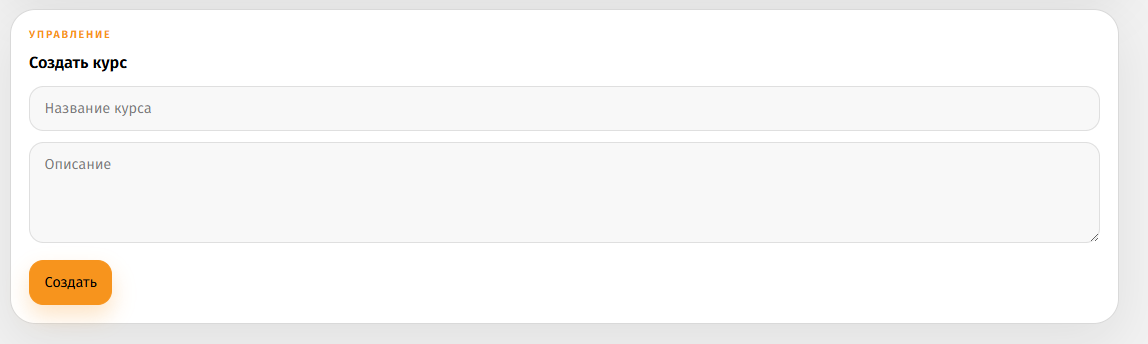 УПРАВЛЕНИЕ
Создать курс
Название курса
Описание
Создать